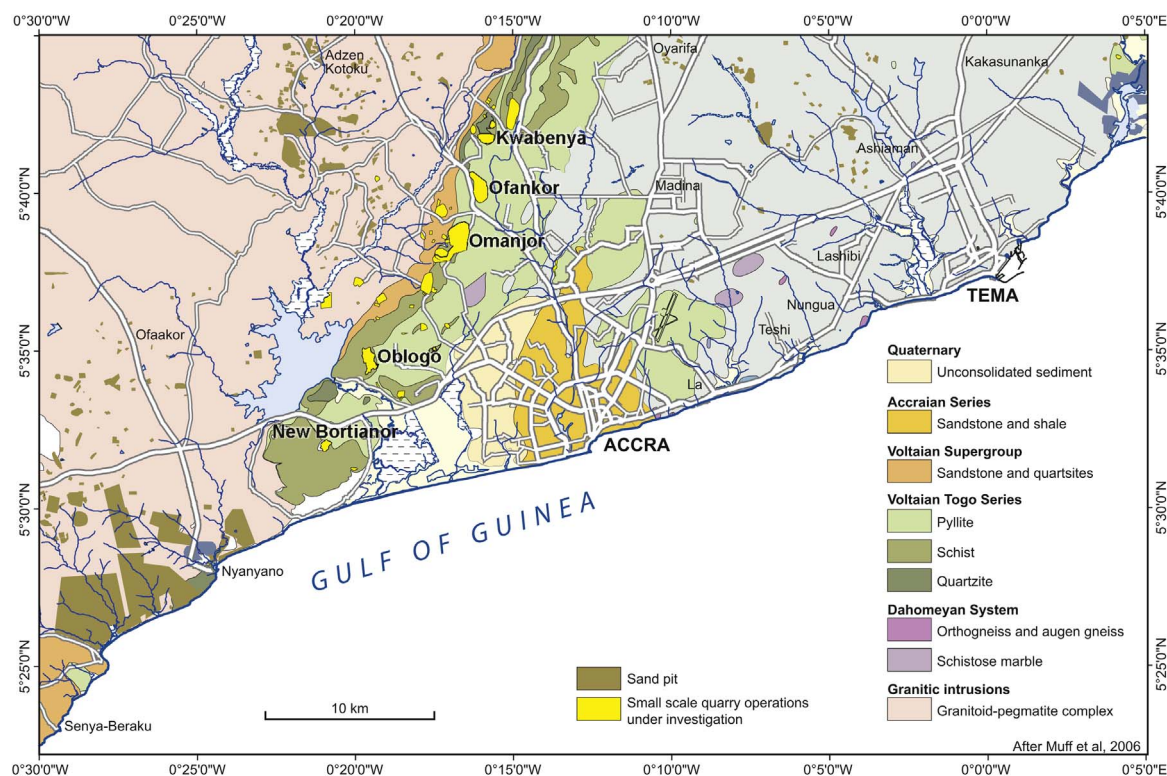 0°30'0"W 0°25'0"W 0°20'0"W 0°15'0"W 0°10'0"W 0°5'0"W 0°00'0"W 0°5'0"E
Adzen
Kotoku
Oyarifa
Kakasunanka
Kwabenya
Ashiaman
5°40'0"N
Ofankor
Madina
5°40'0"N
Omanjor
Lashibi
TEMA
Nungua
Ofaakor
Teshi
5°35'0"N
Oblogo
La
5°35'0"N
New Bortianor
ACCRA
5°30'0"N
GULF OF GUINEA
5°30'0"N
Nyanyano
5°25'0"N
Senya-Beraku
5°25'0"N
Quaternary
Unconsolidated sediment
Accraian Series
Sandstone and shale
Voltaian Supergroup
Sandstone and quartsites
Voltaian Togo Series
Pyllite
Schist
Quartzite
Dahomeyan System
Orthogneiss and augen gneiss
Schistose marble
Granitic intrusions
Granitoid-pegmatite complex
Sand pit
Small scale quarry operations
under investigation
10 km
After Muff et al, 2006
0°30'0"W 0°25'0"W 0°20'0"W 0°15'0"W 0°10'0"W 0°5'0"W 0°00'0"W 0°5'0"E